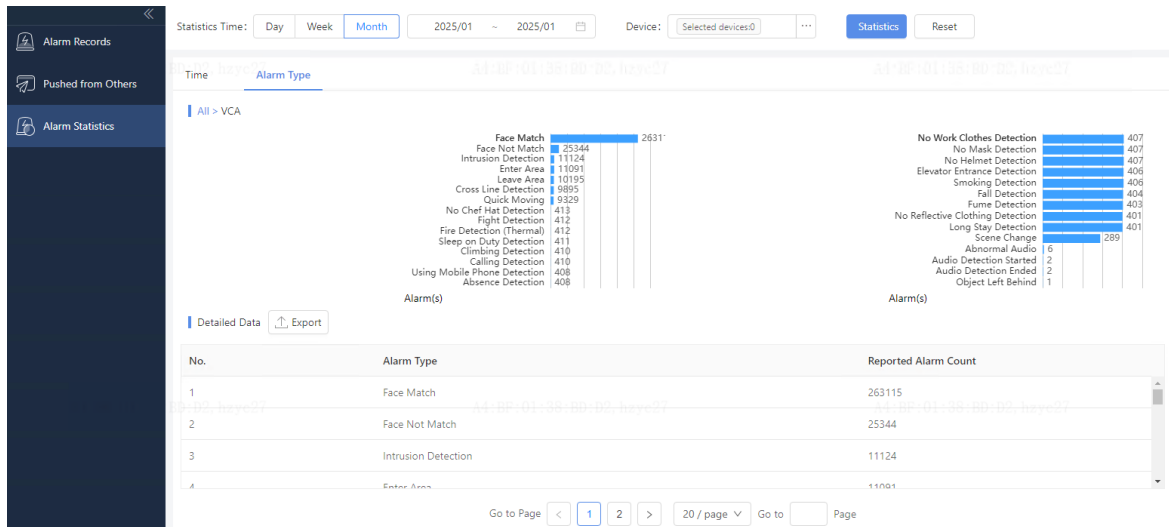 Statistics Time: Day Week Month 2025/01 ~ 2025/01 Device: Selected devices:0 ... Statistics Reset
Alarm Records
Pushed from Others
Alarm Statistics
Time Alarm Type
All > VCA
Face Match 26311
Face Not Match 25344
Intrusion Detection 11124
Enter Area 11091
Leave Area 10195
Cross Line Detection 9895
Quick Moving 9329
No Chef Hat Detection 413
Fight Detection 412
Fire Detection (Thermal) 412
Sleep on Duty Detection 411
Climbing Detection 410
Calling Detection 410
Using Mobile Phone Detection 408
Absence Detection 408
Alarm(s)
No Work Clothes Detection 407
No Mask Detection 407
No Helmet Detection 407
Elevator Entrance Detection 406
Smoking Detection 406
Fall Detection 404
Fume Detection 403
No Reflective Clothing Detection 401
Long Stay Detection 401
Scene Change 289
Abnormal Audio 6
Audio Detection Started 2
Audio Detection Ended 2
Object Left Behind 1
Alarm(s)
Detailed Data Export
No. Alarm Type Reported Alarm Count
1 Face Match 263115
2 Face Not Match 25344
3 Intrusion Detection 11124
4 Enter Area 11091
Go to Page < 1 2 > 20 / page Go to Page